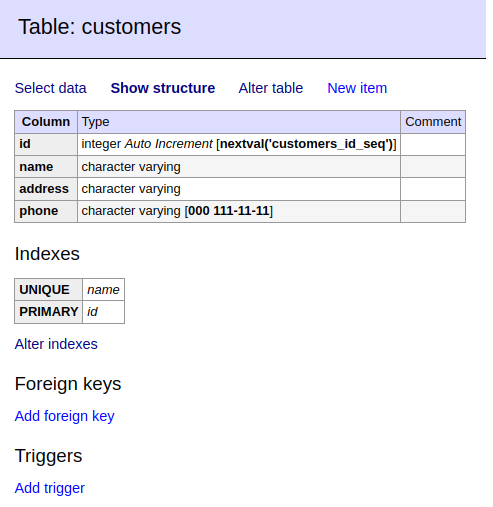 Table: customers
Select data Show structure Alter table New item
Column Type Comment
id integer Auto Increment [nextval('customers_id_seq')]
name character varying
address character varying
phone character varying [000 111-11-11]
Indexes
UNIQUE name
PRIMARY id
Alter indexes
Foreign keys
Add foreign key
Triggers
Add trigger